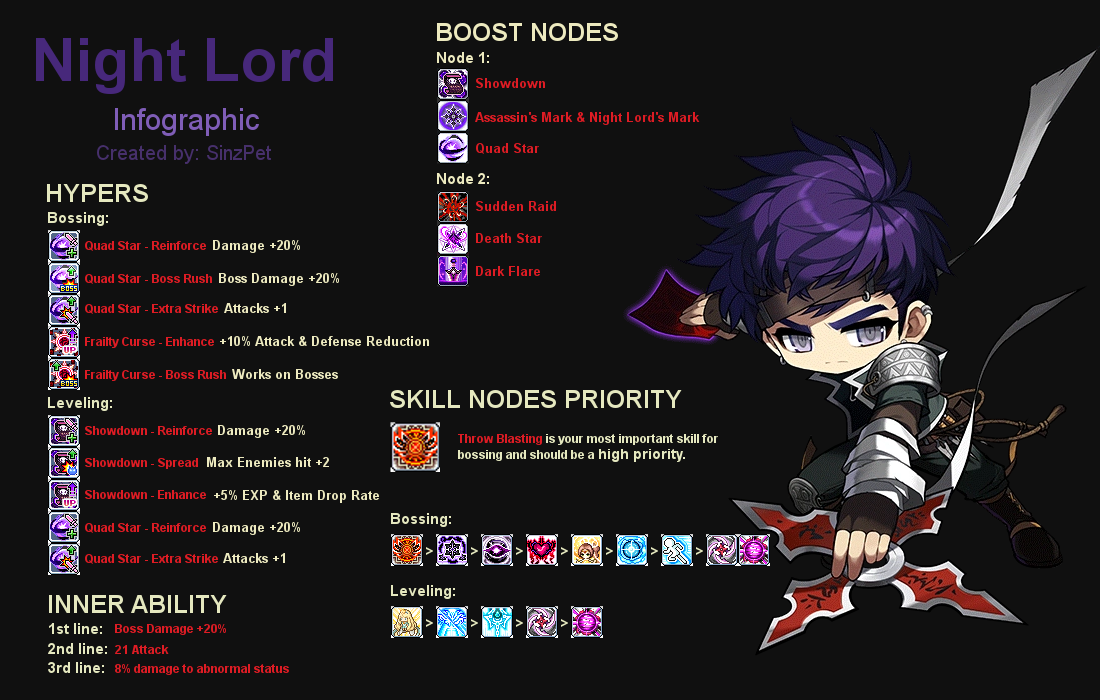 Night Lord
Infographic
Created by: SinzPet
HYPERS
Bossing:
Quad Star - Reinforce Damage +20%
Quad Star - Boss Rush Boss Damage +20%
BOSS
Quad Star - Extra Strike Attacks +1
Frailty Curse - Enhance +10% Attack & Defense Reduction
UP
Frailty Curse - Boss Rush Works on Bosses
BOSS
Leveling:
Showdown - Reinforce Damage +20%
Showdown - Spread Max Enemies hit +2
Showdown - Enhance +5% EXP & Item Drop Rate
UP
Quad Star - Reinforce Damage +20%
Quad Star - Extra Strike Attacks +1
INNER ABILITY
1st line: Boss Damage +20%
2nd line: 21 Attack
3rd line: 8% damage to abnormal status
BOOST NODES
Node 1:
Showdown
Assassin's Mark & Night Lord's Mark
Quad Star
Node 2:
Sudden Raid
Death Star
Dark Flare
SKILL NODES PRIORITY
Throw Blasting is your most important skill for
bossing and should be a high priority.
Bossing:
> > > > > > >
Leveling:
> > > >